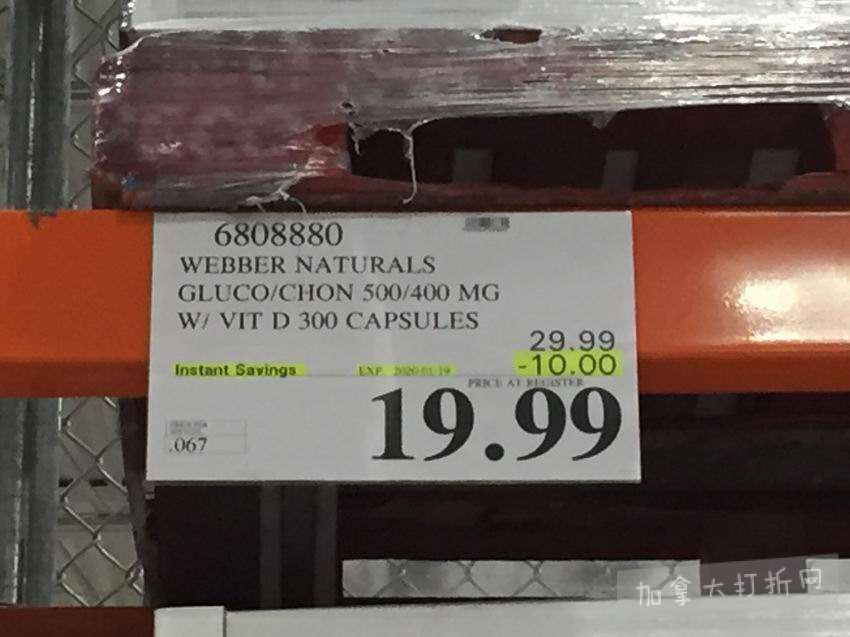 6808880
WEBBER NATURALS
GLUCO/CHON 500/400 MG
W/ VIT D 300 CAPSULES
29.99
Instant Savings EXP 2020-01-19 -10.00
PRICE AT REGISTER
19.99
.067
加拿大打折网